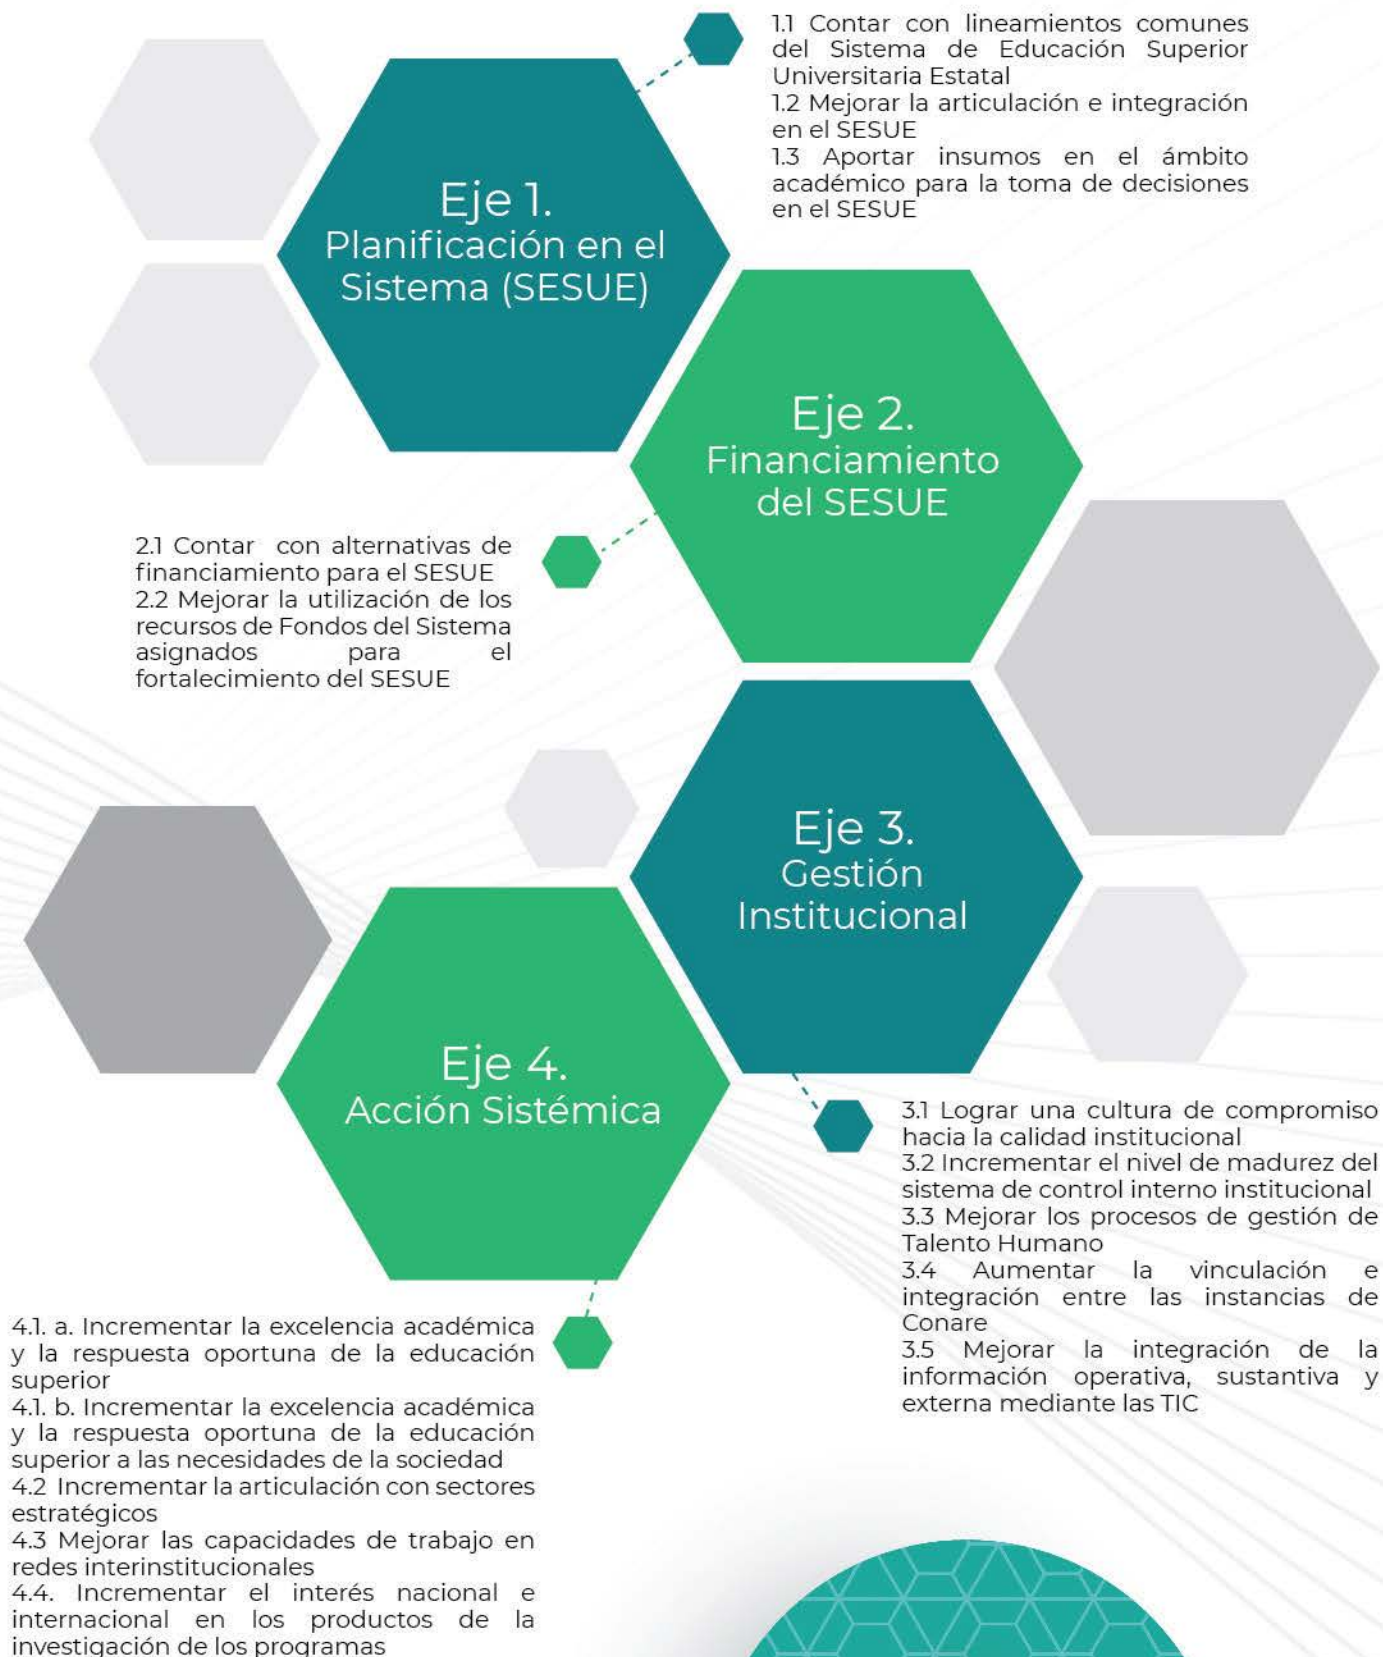 1.1 Contar con lineamientos comunes
del Sistema de Educación Superior
Universitaria Estatal
1.2 Mejorar la articulación e integración
en el SESUE
1.3 Aportar insumos en el ámbito
académico para la toma de decisiones
en el SESUE
Eje 1.
Planificación en el
Sistema (SESUE)
Eje 2.
Financiamiento
del SESUE
2.1 Contar con alternativas de
financiamiento para el SESUE
2.2 Mejorar la utilización de los
recursos de Fondos del Sistema
asignados para el
fortalecimiento del SESUE
Eje 3.
Gestión
Institucional
3.1 Lograr una cultura de compromiso
hacia la calidad institucional
3.2 Incrementar el nivel de madurez del
sistema de control interno institucional
3.3 Mejorar los procesos de gestión de
Talento Humano
3.4 Aumentar la vinculación e
integración entre las instancias de
Conare
3.5 Mejorar la integración de la
información operativa, sustantiva y
externa mediante las TIC
Eje 4.
Acción Sistémica
4.1. a. Incrementar la excelencia académica
y la respuesta oportuna de la educación
superior
4.1. b. Incrementar la excelencia académica
y la respuesta oportuna de la educación
superior a las necesidades de la sociedad
4.2 Incrementar la articulación con sectores
estratégicos
4.3 Mejorar las capacidades de trabajo en
redes interinstitucionales
4.4. Incrementar el interés nacional e
internacional en los productos de la
investigación de los programas